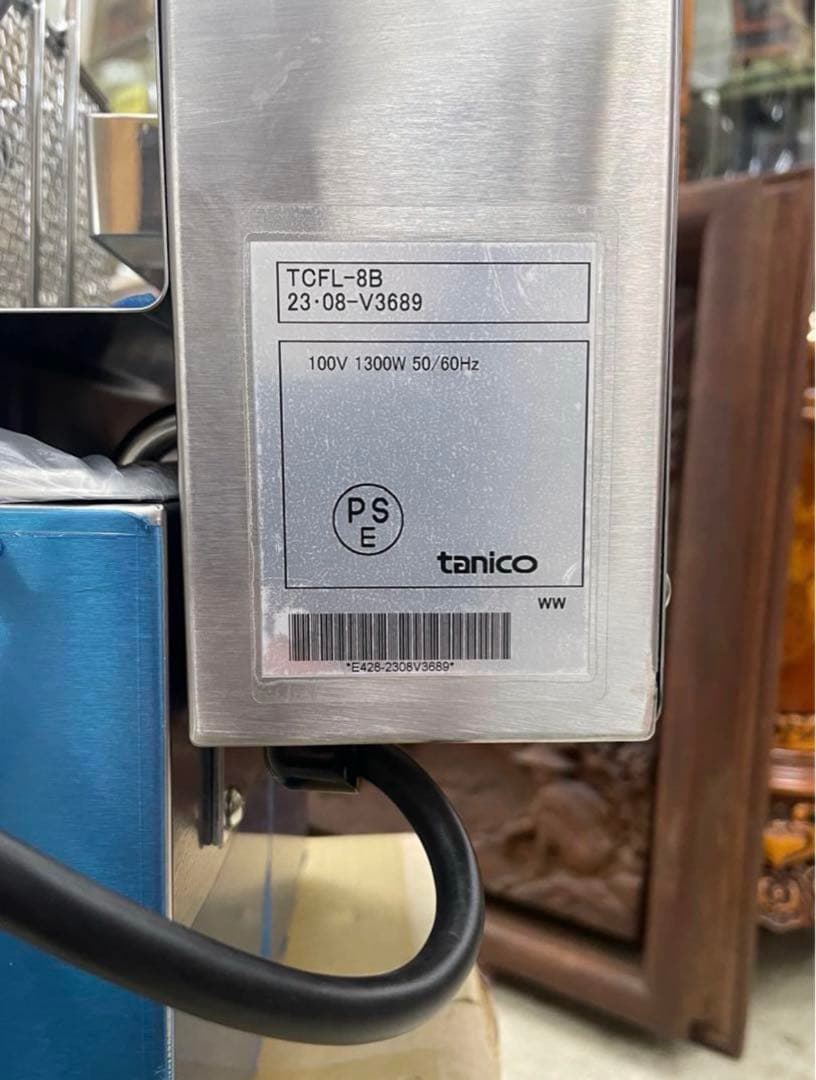 TCFL-8B
23・08-V3689
100V 1300W 50/60Hz
PS
E
tanico
WW
*E428-2308V3689*